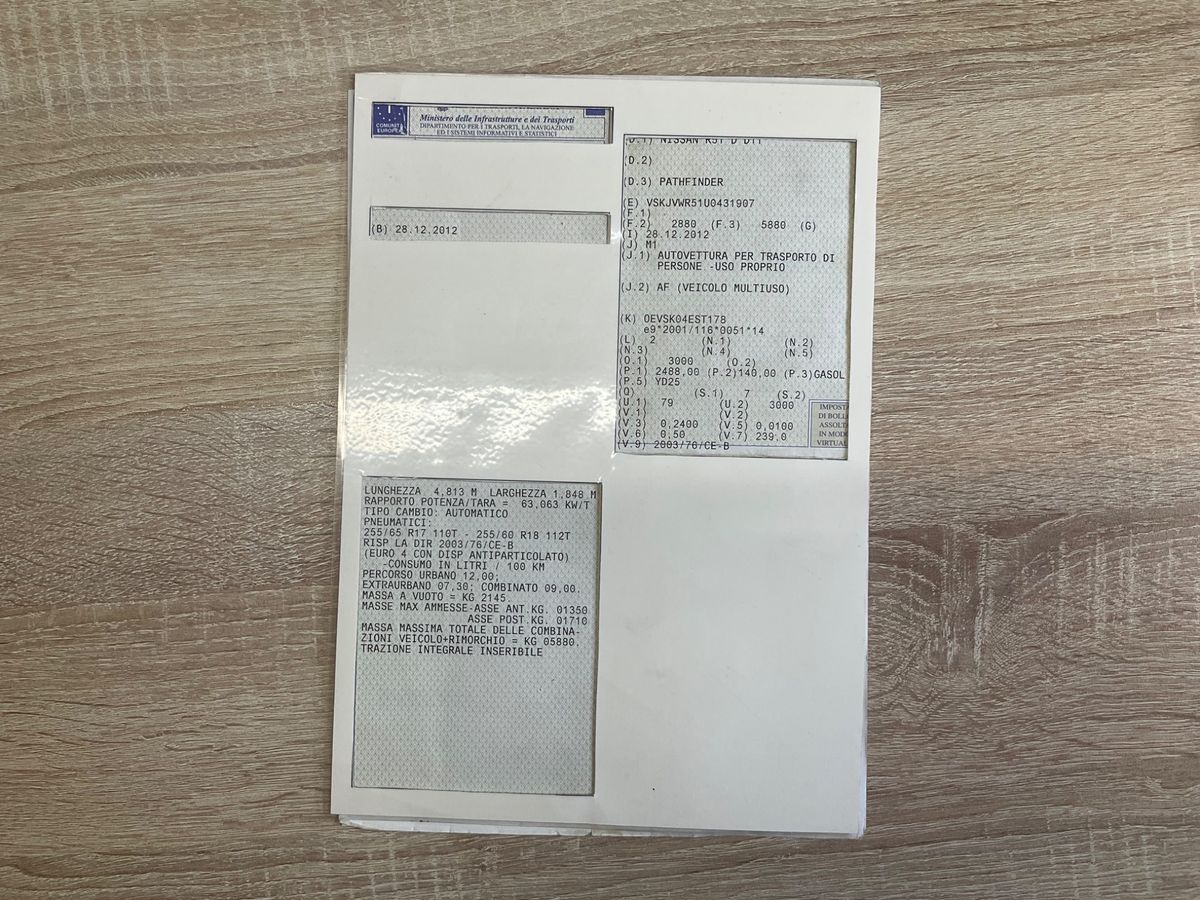 COMUNITÀ
EUROPEA
Ministero delle Infrastrutture e dei Trasporti
DIPARTIMENTO PER I TRASPORTI, LA NAVIGAZIONE
ED I SISTEMI INFORMATIVI E STATISTICI
(B) 28.12.2012
(D.1) NISSAN R51 D D11
(D.2)
(D.3) PATHFINDER
(E) VSKJVWR51U0431907
(F.1)
(F.2) 2880 (F.3) 5880 (G)
(I) 28.12.2012
(J) M1
(J.1) AUTOVETTURA PER TRASPORTO DI
PERSONE -USO PROPRIO
(J.2) AF (VEICOLO MULTIUSO)
(K) OEVSK04EST178
e9*2001/116*0051*14
(L) 2 (N.1) (N.2)
(N.3) (N.4) (N.5)
(O.1) 3000 (O.2)
(P.1) 2488,00 (P.2)140,00 (P.3)GASOL
(P.5) YD25
(Q) (S.1) 7 (S.2)
(U.1) 79 (U.2) 3000
(V.1) (V.2)
(V.3) 0,2400 (V.5) 0,0100
(V.6) 0,50 (V.7) 239,0
(V.9) 2003/76/CE-B
IMPOSTA
DI BOLL
ASSOLT
IN MODO
VIRTUAL
LUNGHEZZA 4,813 M LARGHEZZA 1,848 M
RAPPORTO POTENZA/TARA = 63,063 KW/T
TIPO CAMBIO: AUTOMATICO
PNEUMATICI:
255/65 R17 110T - 255/60 R18 112T
RISP LA DIR 2003/76/CE-B
(EURO 4 CON DISP ANTIPARTICOLATO)
-CONSUMO IN LITRI / 100 KM
PERCORSO URBANO 12,00;
EXTRAURBANO 07,30; COMBINATO 09,00.
MASSA A VUOTO = KG 2145.
MASSE MAX AMMESSE-ASSE ANT.KG. 01350
ASSE POST.KG. 01710
MASSA MASSIMA TOTALE DELLE COMBINA-
ZIONI VEICOLO+RIMORCHIO = KG 05880.
TRAZIONE INTEGRALE INSERIBILE